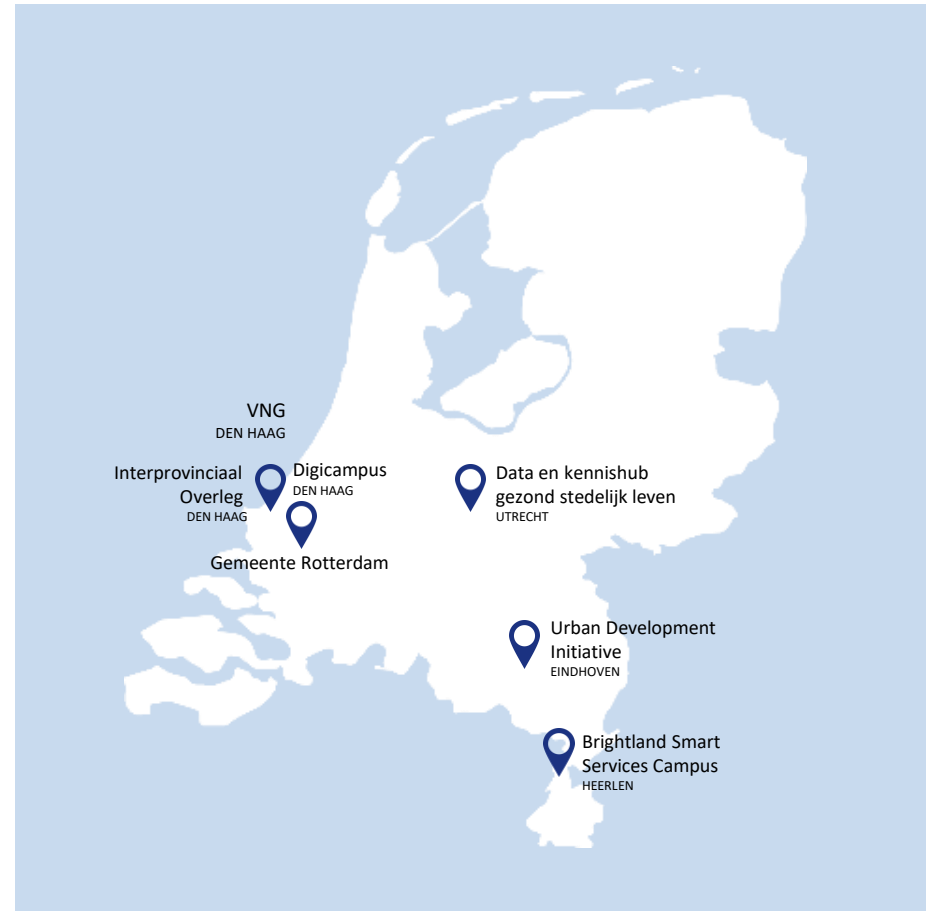 VNG
DEN HAAG
Interprovinciaal
Overleg
DEN HAAG
Digicampus
DEN HAAG
Gemeente Rotterdam
Data en kennishub
gezond stedelijk leven
UTRECHT
Urban Development
Initiative
EINDHOVEN
Brightland Smart
Services Campus
HEERLEN